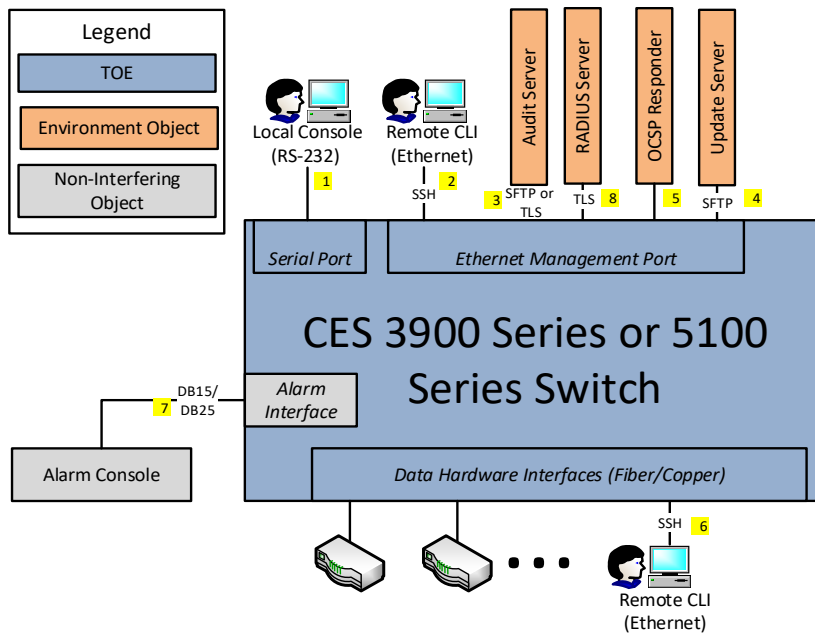 Legend
TOE
Environment Object
Non-Interfering
Object
Local Console
(RS-232)
1
Remote CLI
(Ethernet)
2
SSH
Audit Server
3
SFTP or
TLS
RADIUS Server
TLS
8
OCSP Responder
5
Update Server
4
SFTP
Serial Port
Ethernet Management Port
CES 3900 Series or 5100
Series Switch
Alarm
Interface
DB15/
DB25
7
Alarm Console
Data Hardware Interfaces (Fiber/Copper)
SSH
6
Remote CLI
(Ethernet)